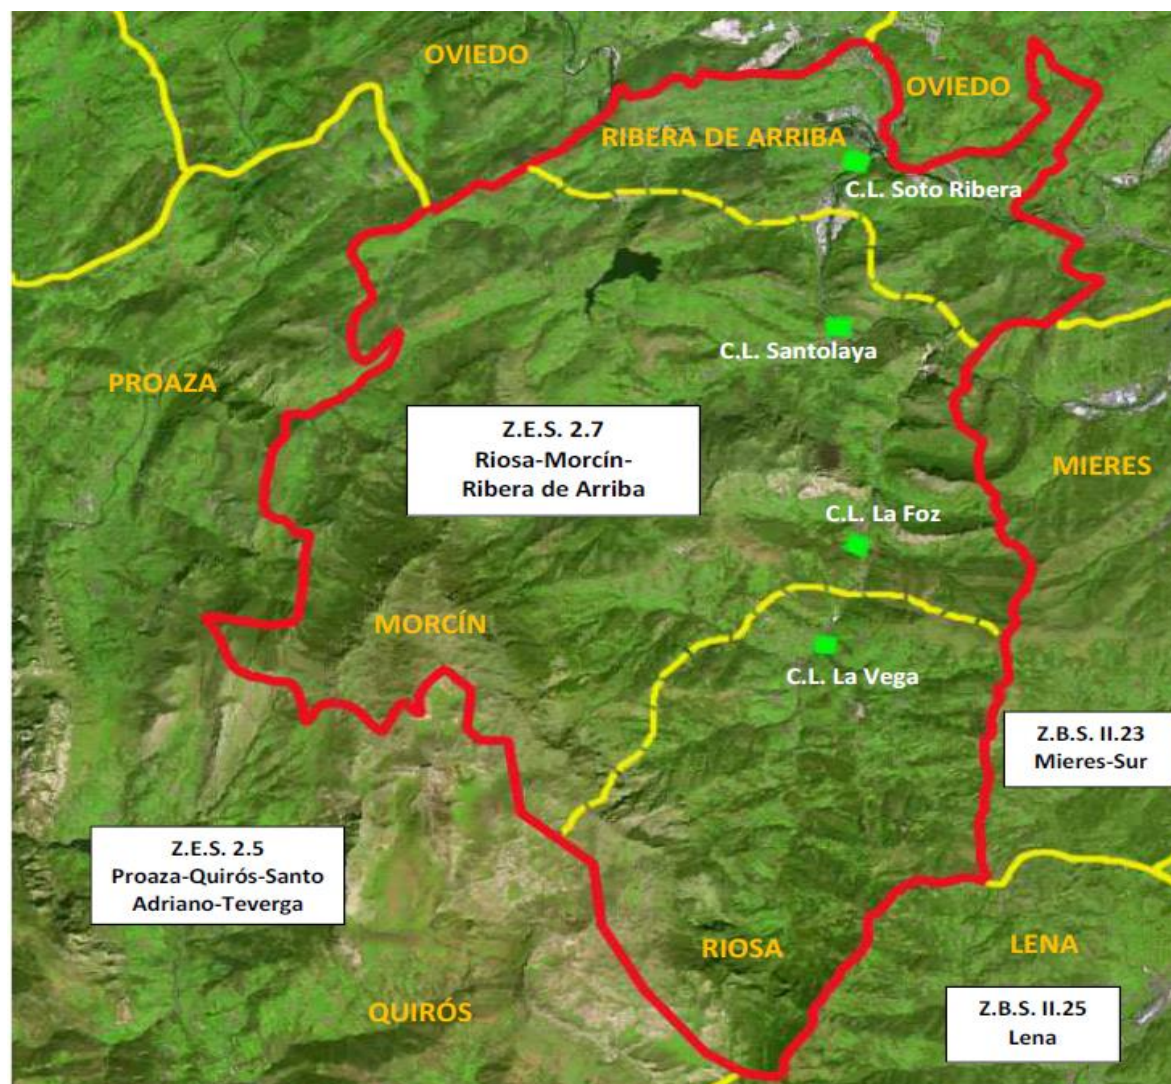 OVIEDO
OVIEDO
RIBERA DE ARRIBA
C.L. Soto Ribera
C.L. Santolaya
PROAZA
Z.E.S. 2.7
Riosa-Morcín-
Ribera de Arriba
MIERES
C.L. La Foz
MORCÍN
C.L. La Vega
Z.B.S. II.23
Mieres-Sur
Z.E.S. 2.5
Proaza-Quirós-Santo
Adriano-Teverga
RIOSA
LENA
QUIRÓS
Z.B.S. II.25
Lena